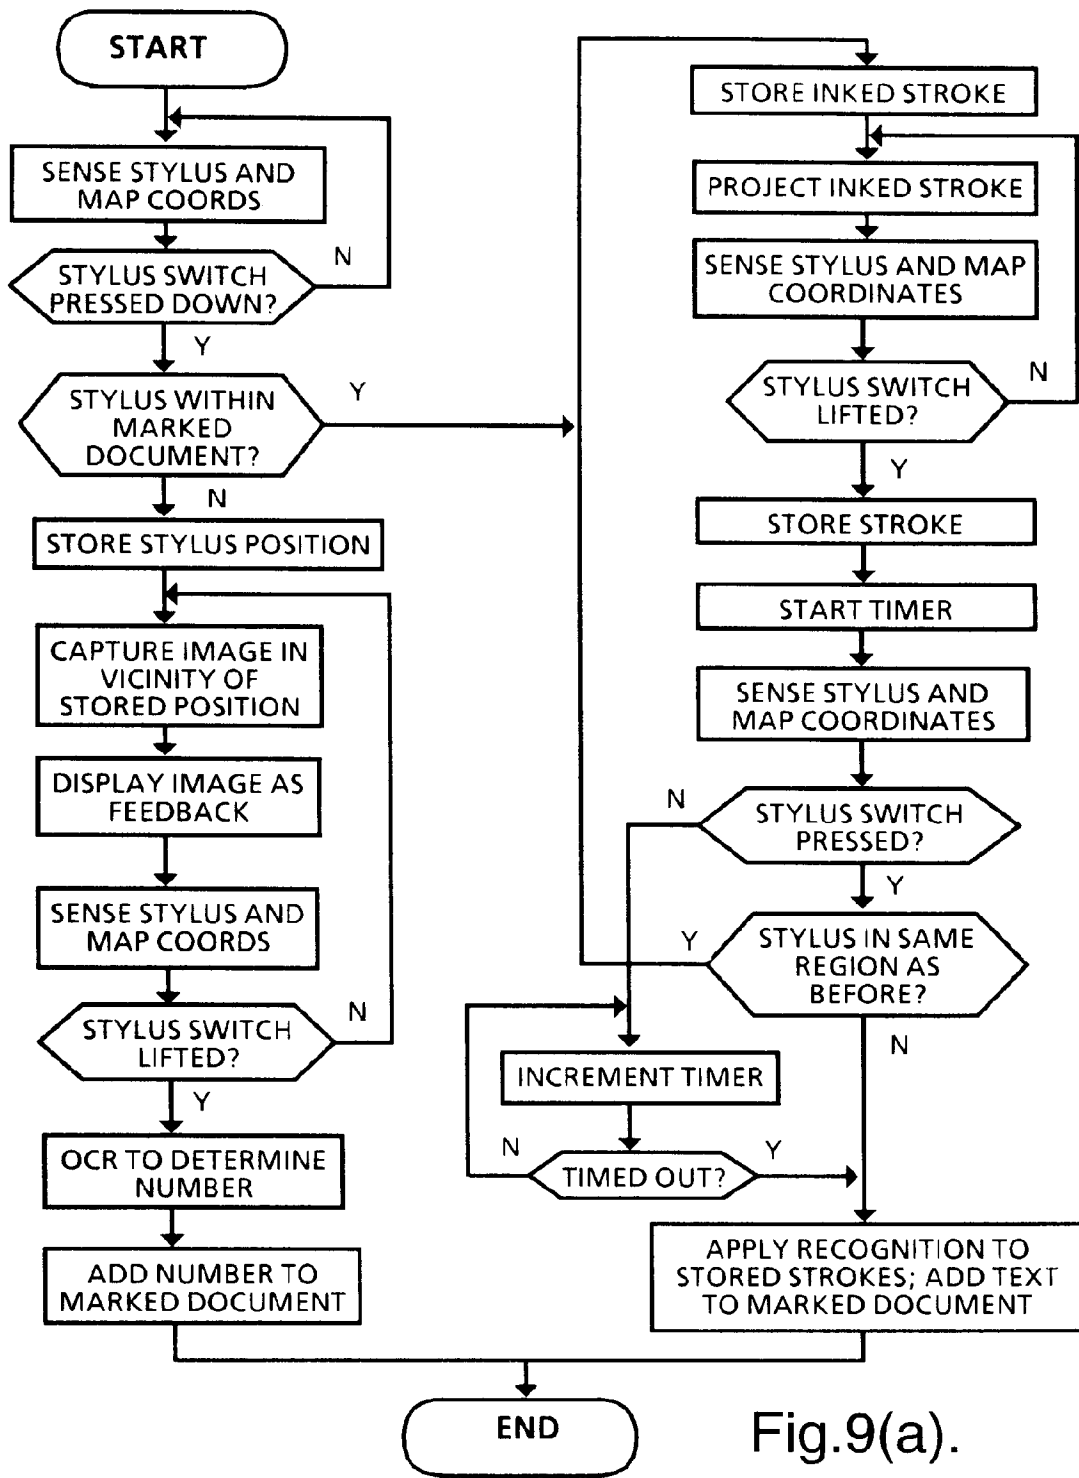 START
SENSE STYLUS AND
MAP COORDS
N
STYLUS SWITCH
PRESSED DOWN?
Y
STYLUS WITHIN
MARKED
DOCUMENT?
Y
N
STORE STYLUS POSITION
CAPTURE IMAGE IN
VICINITY OF
STORED POSITION
DISPLAY IMAGE AS
FEEDBACK
SENSE STYLUS AND
MAP COORDS
STYLUS SWITCH
LIFTED?
N
Y
OCR TO DETERMINE
NUMBER
ADD NUMBER TO
MARKED DOCUMENT
STORE INKED STROKE
PROJECT INKED STROKE
SENSE STYLUS AND MAP
COORDINATES
STYLUS SWITCH
LIFTED?
N
Y
STORE STROKE
START TIMER
SENSE STYLUS AND
MAP COORDINATES
N
STYLUS SWITCH
PRESSED?
Y
Y
STYLUS IN SAME
REGION AS
BEFORE?
N
INCREMENT TIMER
N
TIMED OUT?
Y
APPLY RECOGNITION TO
STORED STROKES; ADD TEXT
TO MARKED DOCUMENT
END
Fig.9(a).